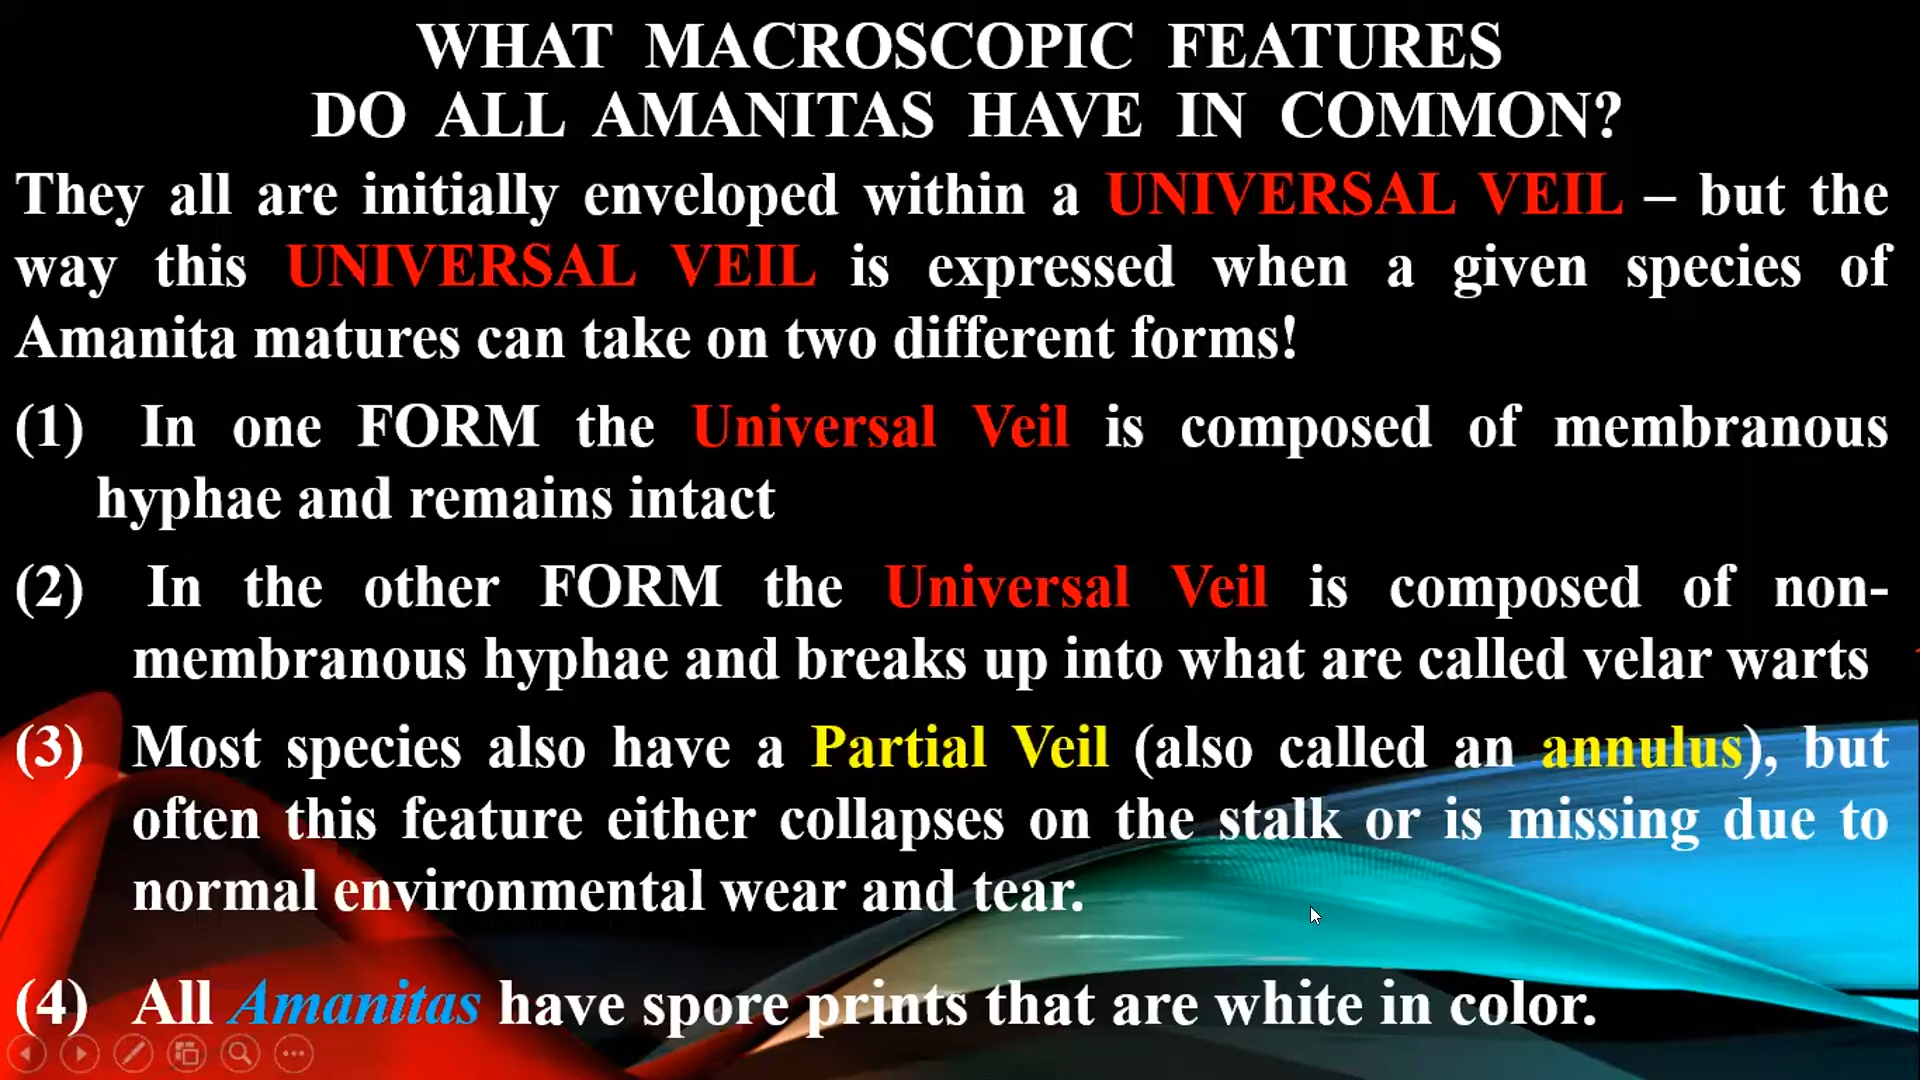 WHAT MACROSCOPIC FEATURES
DO ALL AMANITAS HAVE IN COMMON?
They all are initially enveloped within a UNIVERSAL VEIL – but the
way this UNIVERSAL VEIL is expressed when a given species of
Amanita matures can take on two different forms!
(1) In one FORM the Universal Veil is composed of membranous
hyphae and remains intact
(2) In the other FORM the Universal Veil is composed of non-
membranous hyphae and breaks up into what are called velar warts
(3) Most species also have a Partial Veil (also called an annulus), but
often this feature either collapses on the stalk or is missing due to
normal environmental wear and tear.
(4) All Amanitas have spore prints that are white in color.